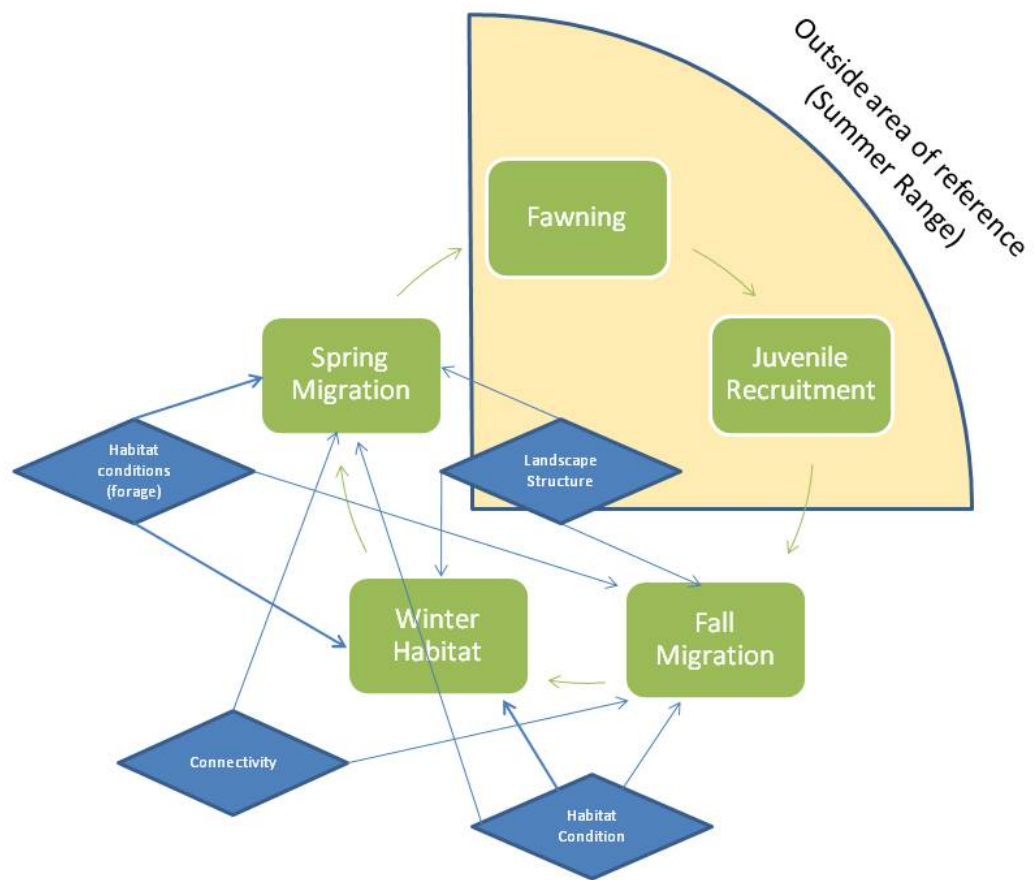 Outside area of reference
(Summer Range)
Fawning
Spring
Migration
Juvenile
Recruitment
Habitat
conditions
(forage)
Landscape
Structure
Winter
Habitat
Fall
Migration
Connectivity
Habitat
Condition